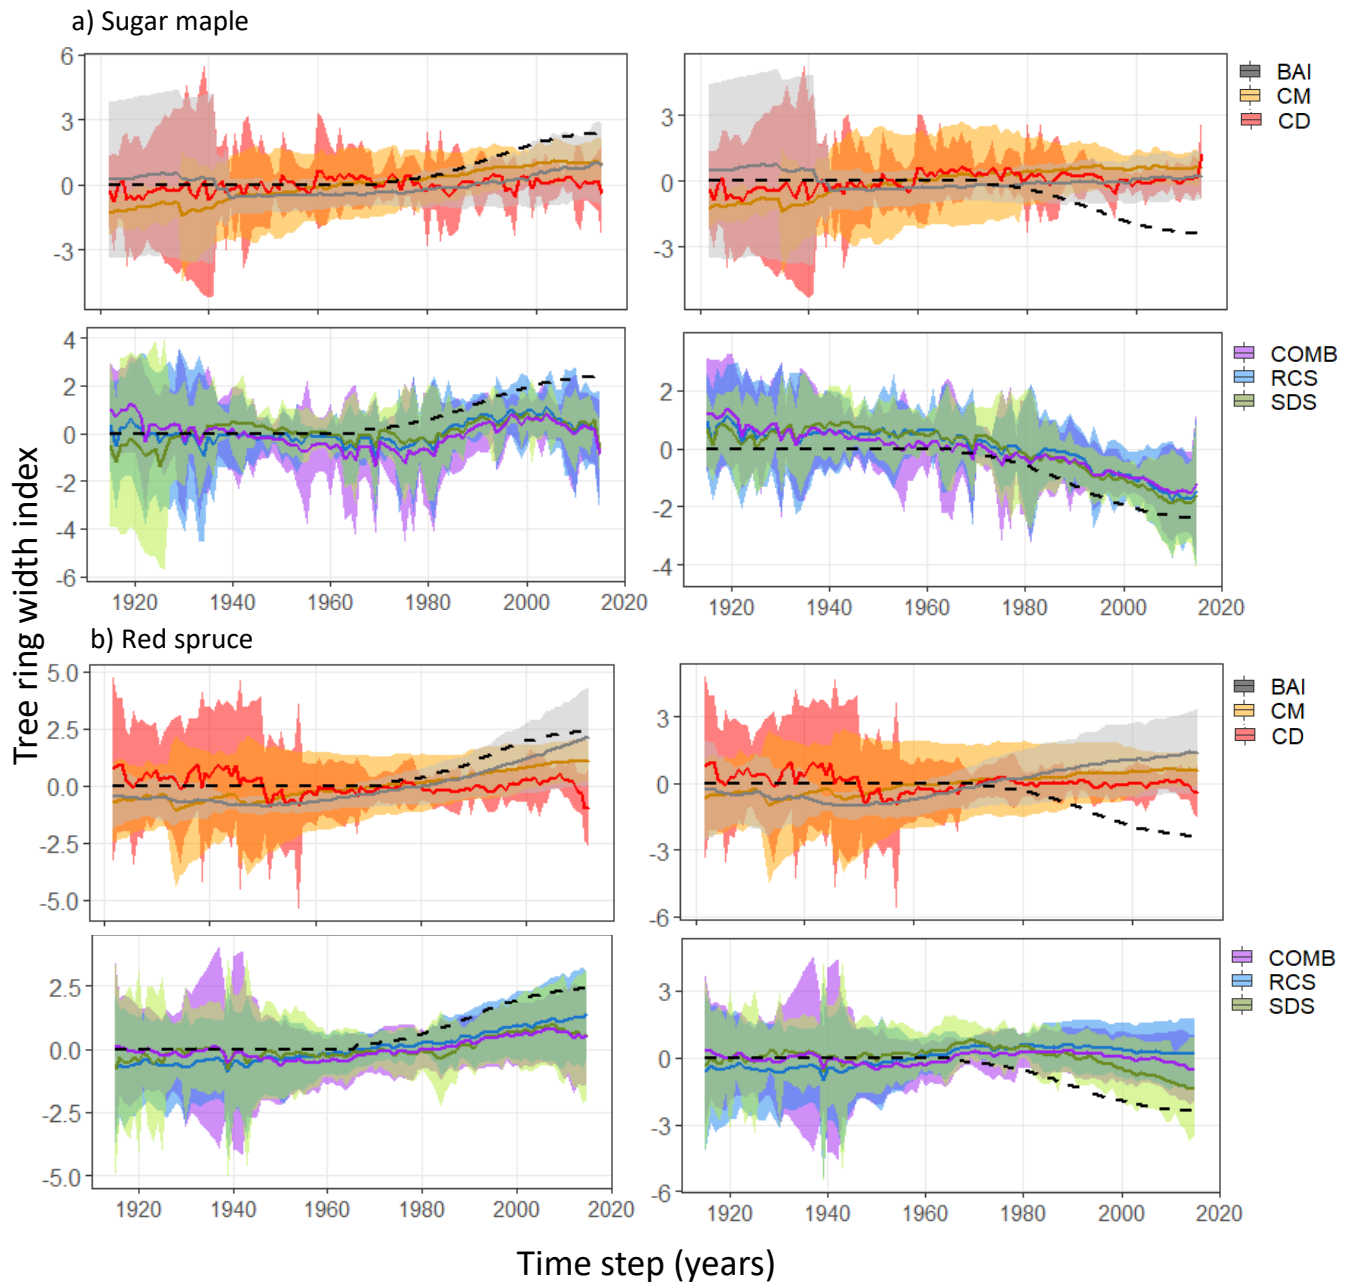 a) Sugar maple
6
3
0
-3
3
0
-3
BAI
CM
CD
4
2
0
-2
-4
-6
1920 1940 1960 1980 2000 2020
2
0
-2
-4
1920 1940 1960 1980 2000 2020
COMB
RCS
SDS
Tree ring width index
b) Red spruce
5.0
2.5
0.0
-2.5
-5.0
3
0
-3
-6
BAI
CM
CD
2.5
0.0
-2.5
-5.0
1920 1940 1960 1980 2000 2020
3
0
-3
-6
1920 1940 1960 1980 2000 2020
COMB
RCS
SDS
Time step (years)